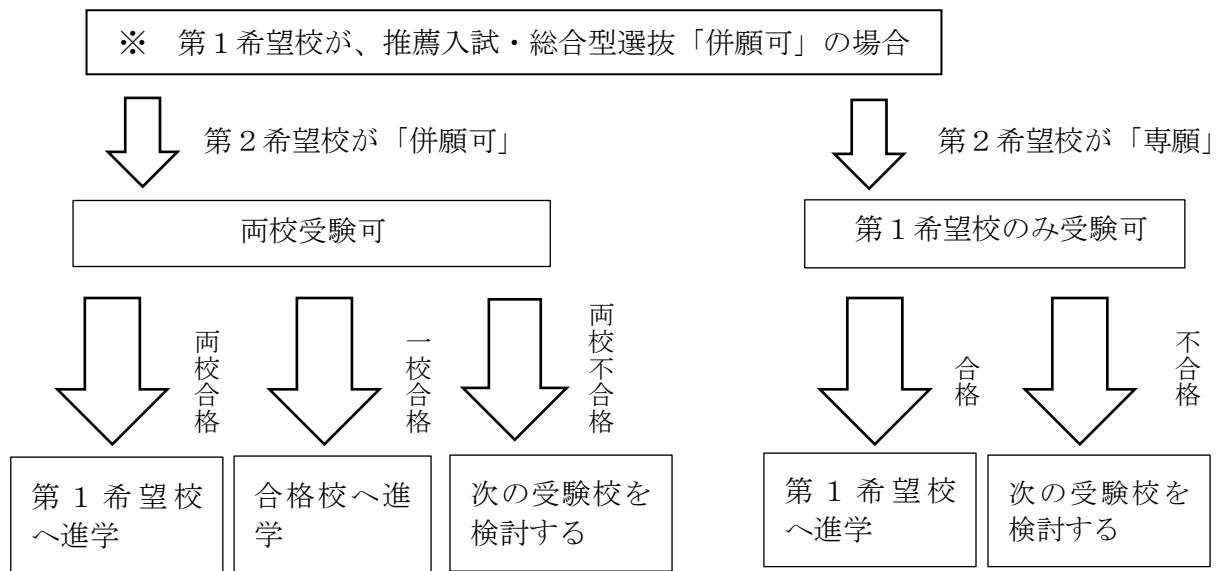 ※　第１希望校が、推薦入試・総合型選抜「併願可」の場合
第２希望校が「併願可」
第２希望校が「専願」
両校受験可
第１希望校のみ受験可
両校合格
一校合格
両校不合格
合格
不合格
第１希望校
へ進学
合格校へ進
学
次の受験校を
検討する
第１希望校
へ進学
次の受験校を
検討する